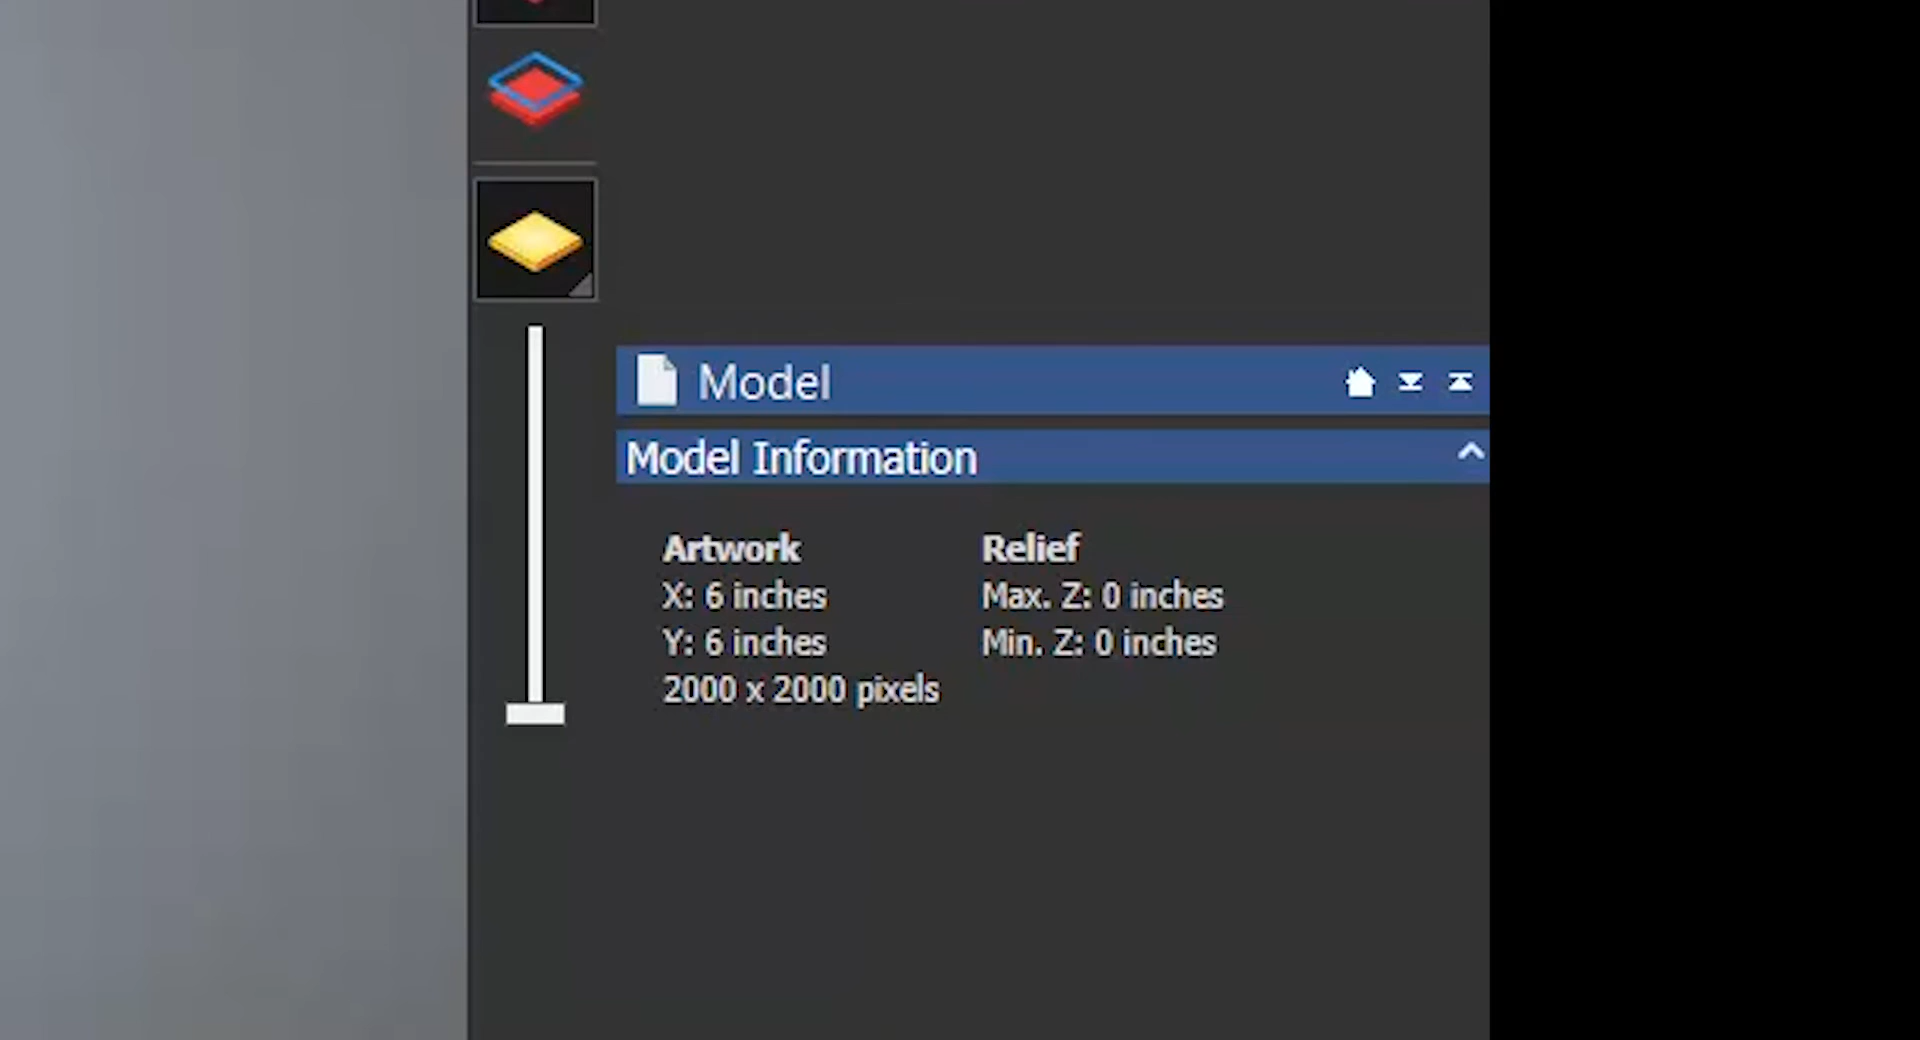 Model
Model Information
Artwork
X: 6 inches
Y: 6 inches
2000 x 2000 pixels
Relief
Max. Z: 0 inches
Min. Z: 0 inches